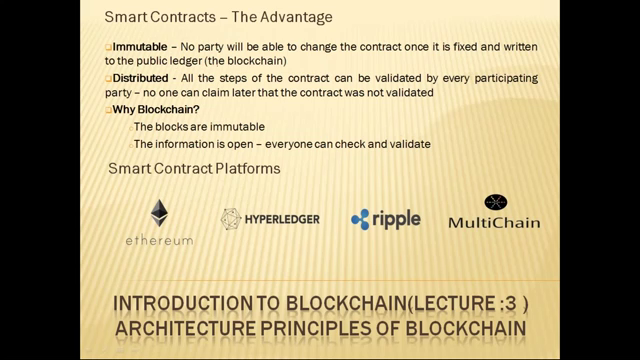 Smart Contracts – The Advantage
Immutable – No party will be able to change the contract once it is fixed and written
to the public ledger (the blockchain)
Distributed - All the steps of the contract can be validated by every participating
party – no one can claim later that the contract was not validated
Why Blockchain?
The blocks are immutable
The information is open – everyone can check and validate
Smart Contract Platforms
ethereum
HYPERLEDGER
ripple
MultiChain
INTRODUCTION TO BLOCKCHAIN(LECTURE :3 )
ARCHITECTURE PRINCIPLES OF BLOCKCHAIN